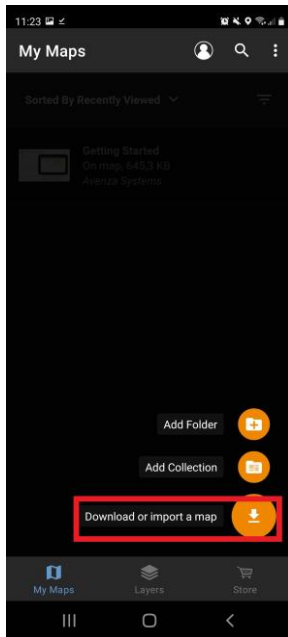 11:23
My Maps
Sorted By Recently Viewed
Getting Started
On map, 645.3 KB
Avenza Systems
Add Folder
Add Collection
Download or import a map
My Maps
Layers
Store